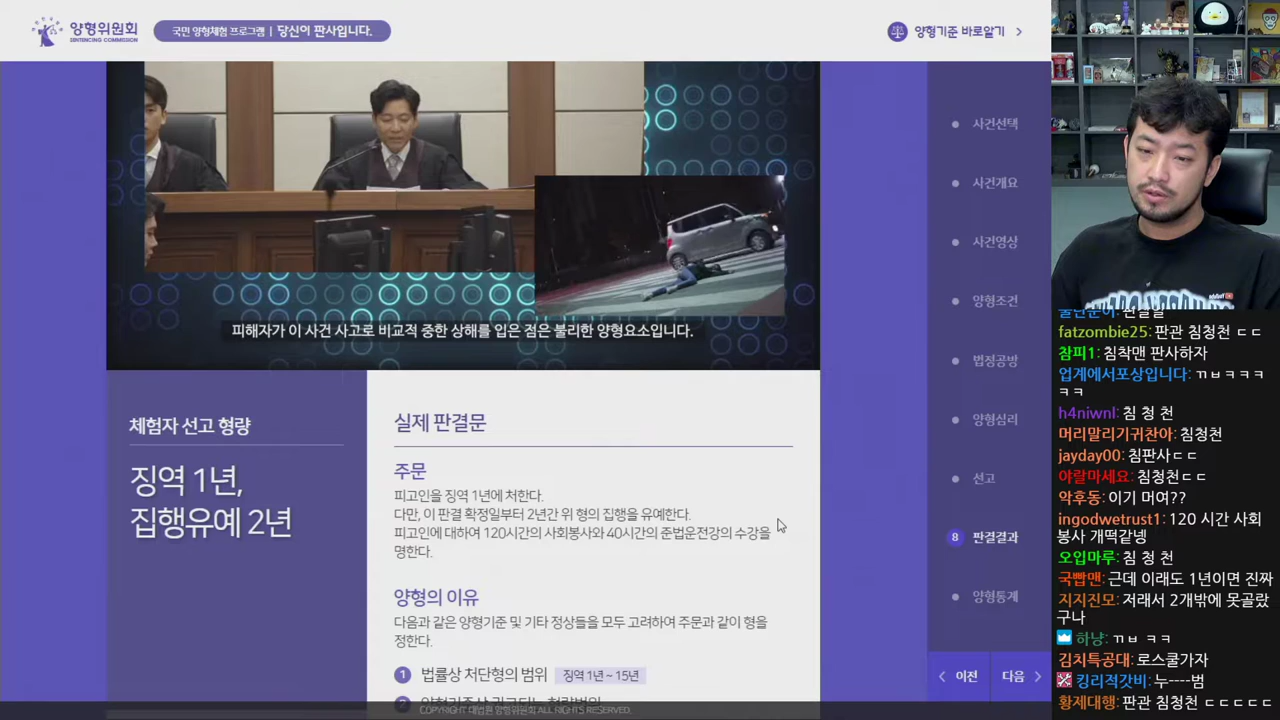 양형위원회
SENTENCING COMMISSION
국민 양형체험 프로그램 | 당신이 판사입니다.
양형기준 바로알기
피해자가 이 사건 사고로 비교적 중한 상해를 입은 점은 불리한 양형요소입니다.
체험자 선고 형량
징역 1년,
집행유예 2년
실제 판결문
주문
피고인을 징역 1년에 처한다.
다만, 이 판결 확정일부터 2년간 위 형의 집행을 유예한다.
피고인에 대하여 120시간의 사회봉사와 40시간의 준법운전강의 수강을
명한다.
양형의 이유
다음과 같은 양형기준 및 기타 정상들을 모두 고려하여 주문과 같이 형을
정한다.
1 법률상 처단형의 범위 징역 1년 ~ 15년
2
COPYRIGHT 대법원 양형위원회 ALL RIGHTS RESERVED.
사건선택
사건개요
사건영상
양형조건
법정공방
양형심리
선고
8 판결결과
양형통계
이전 다음
fatzombie25: 판관 침청천 ㄷㄷ
참피1: 침착맨 판사하자
업계에서포상입니다: ㄲㅂㅋㅋㅋ
ㅋㅋ
h4niwnl: 침 청 천
머리말리기귀찬아: 침청천
jayday00: 침판사ㄷㄷ
야랄마세요: 침청천ㄷㄷ
악후동: 이기 머여??
ingodwetrust1: 120 시간 사회
봉사 개떡같넹
오입마루: 침 청 천
국빱맨: 근데 이래도 1년이면 진짜
지지진모: 저래서 2개밖에 못골랐
구나
하냥: ㄲㅂ ㅋㅋ
김치특공대: 로스쿨가자
킹리적갓비: 누----범
황제대행: 판관 침청천 ㄷㄷㄷㄷㄷ